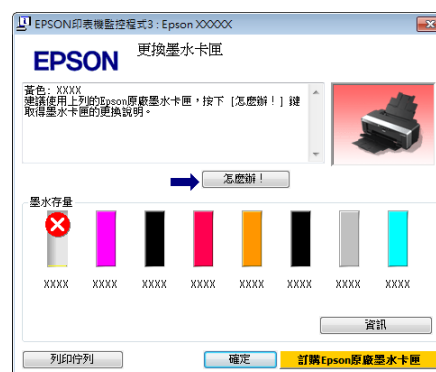 EPSON印表機監控程式3 : Epson XXXXX
EPSON
更換墨水卡匣
黃色: XXXX
建議使用上列的Epson原廠墨水卡匣，按下 [怎麼辦！] 鍵
取得墨水卡匣的更換說明。
怎麼辦！
墨水存量
XXXX XXXX XXXX XXXX XXXX XXXX XXXX XXXX
資訊
列印佇列
確定
訂購Epson原廠墨水卡匣